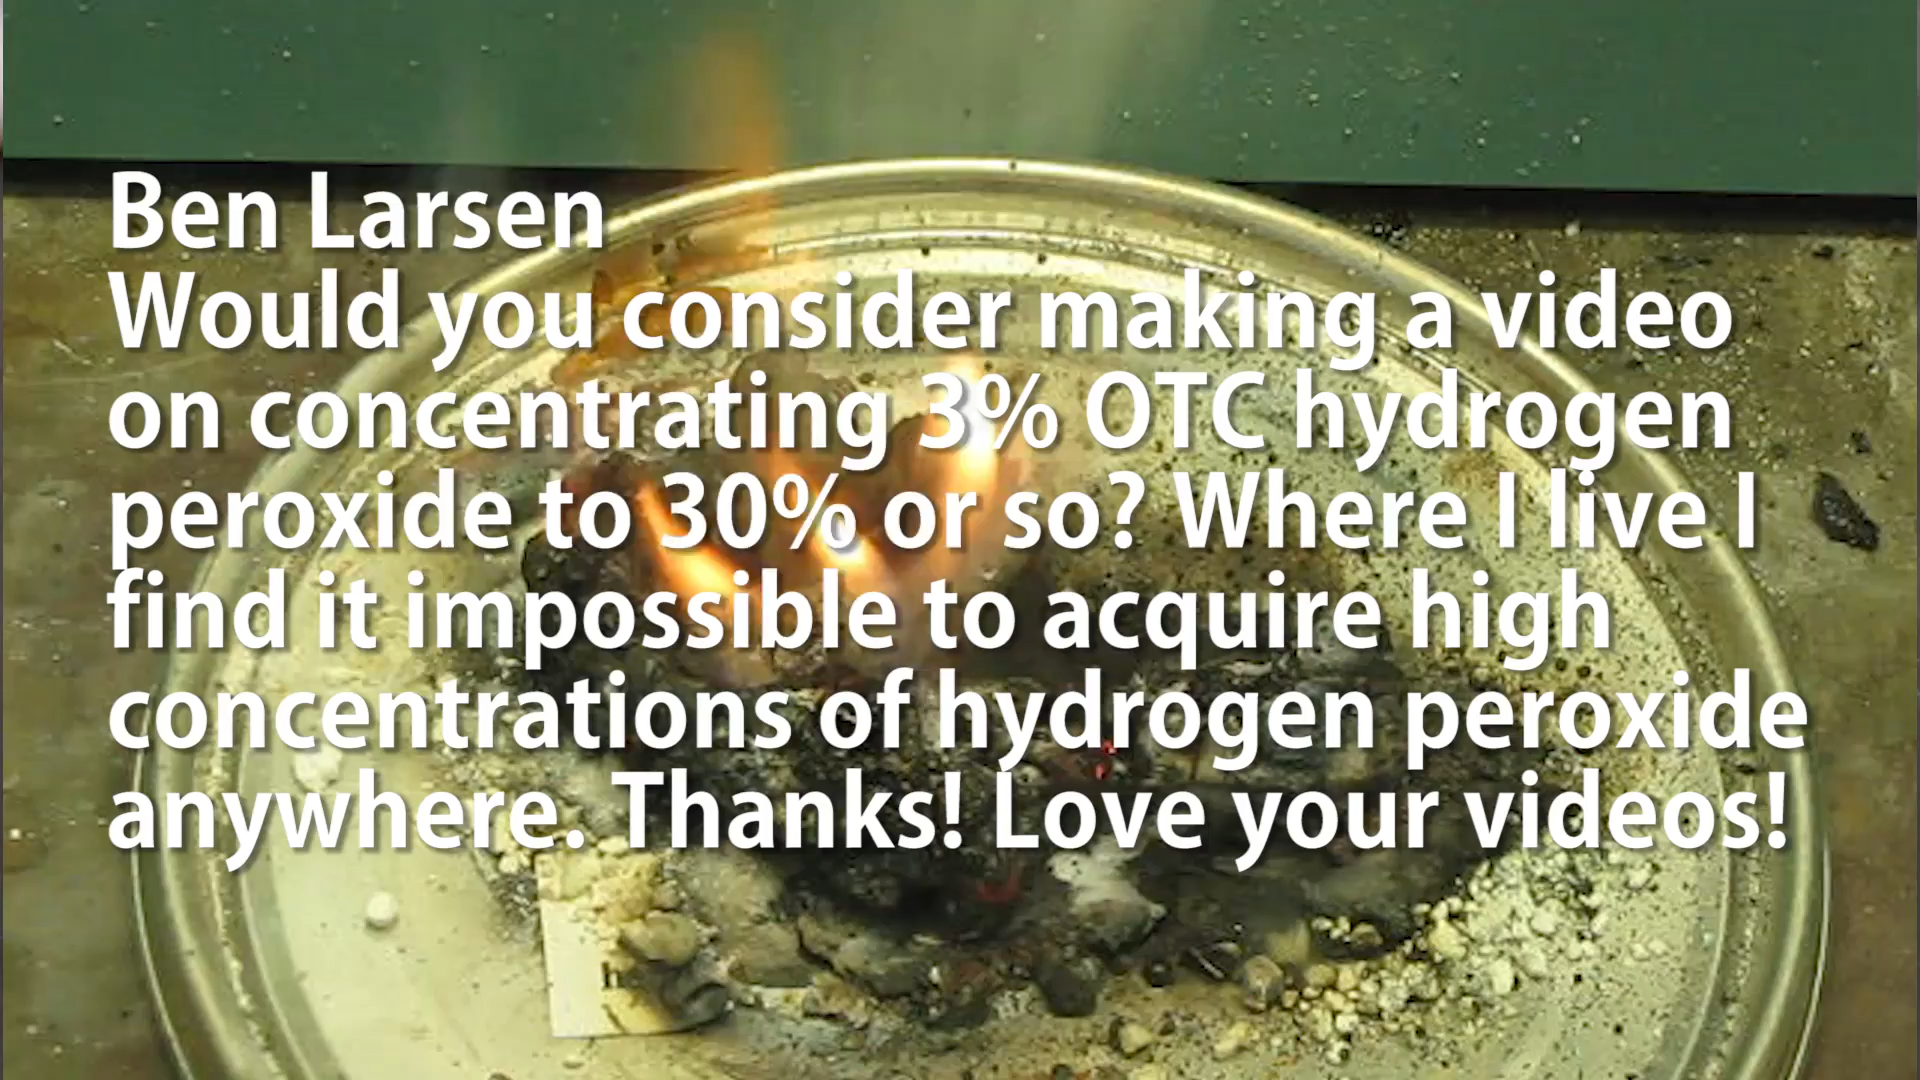 Ben Larsen
Would you consider making a video
on concentrating 3% OTC hydrogen
peroxide to 30% or so? Where I live I
find it impossible to acquire high
concentrations of hydrogen peroxide
anywhere. Thanks! Love your videos!